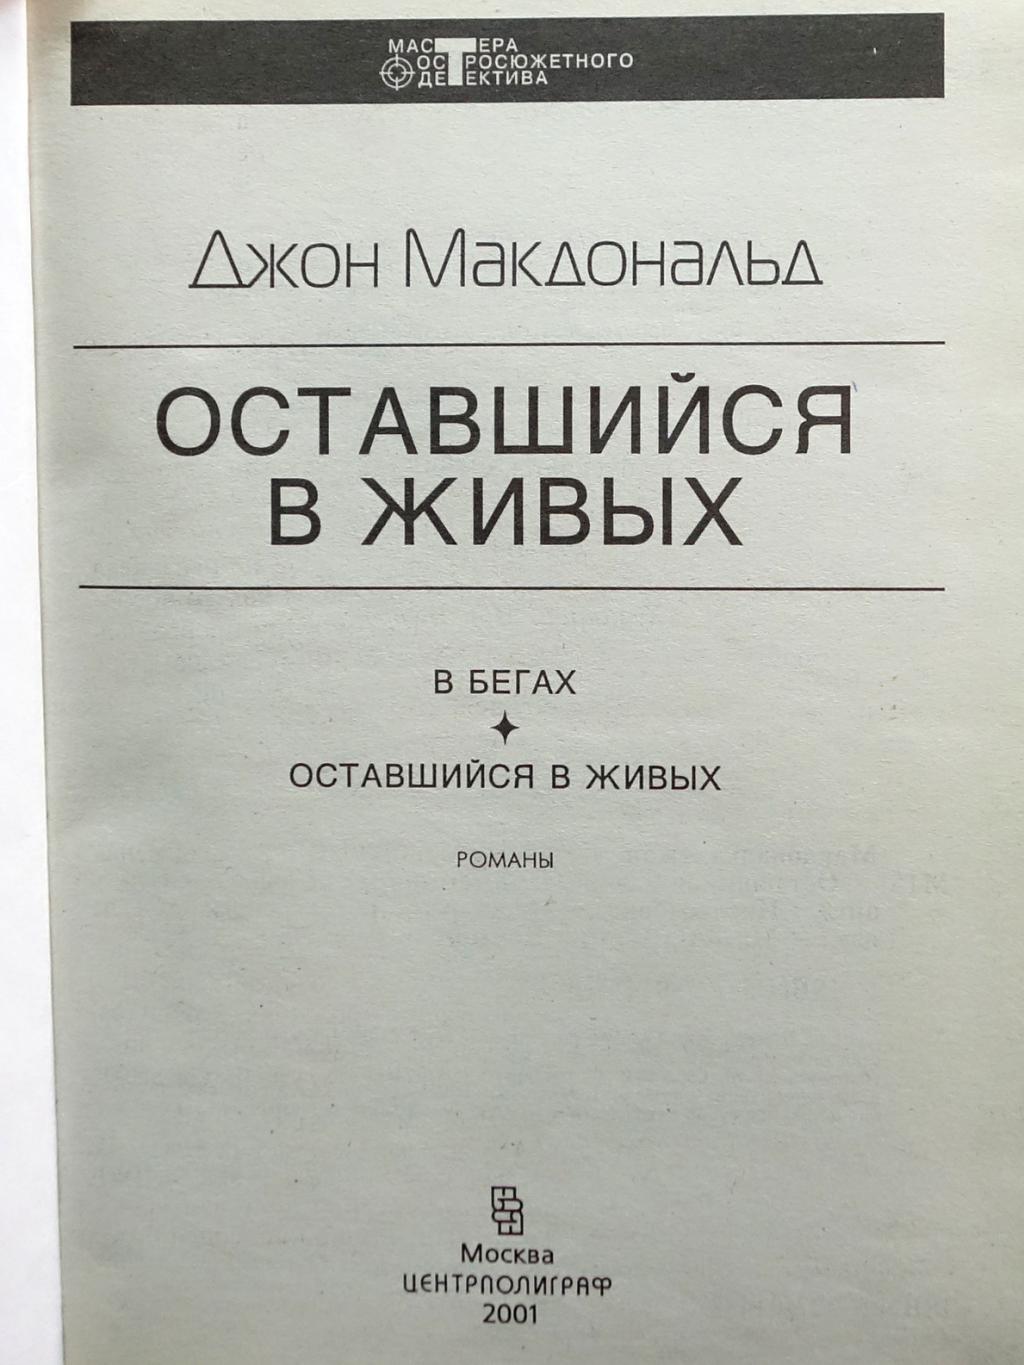 МАСТЕРА
ОСТРОСЮЖЕТНОГО
ДЕТЕКТИВА
Джон Макдональд
ОСТАВШИЙСЯ
В ЖИВЫХ
В БЕГАХ
ОСТАВШИЙСЯ В ЖИВЫХ
РОМАНЫ
Москва
ЦЕНТРПОЛИГРАФ
2001